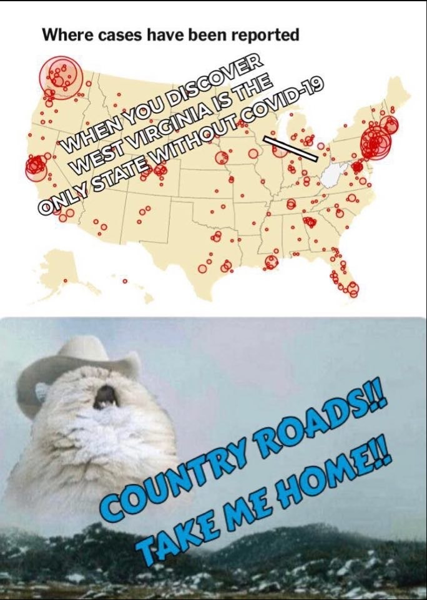 Where cases have been reported
WHEN YOU DISCOVER
WEST VIRGINIA IS THE
ONLY STATE WITHOUT COVID-19
COUNTRY ROADS!!
TAKE ME HOME!!